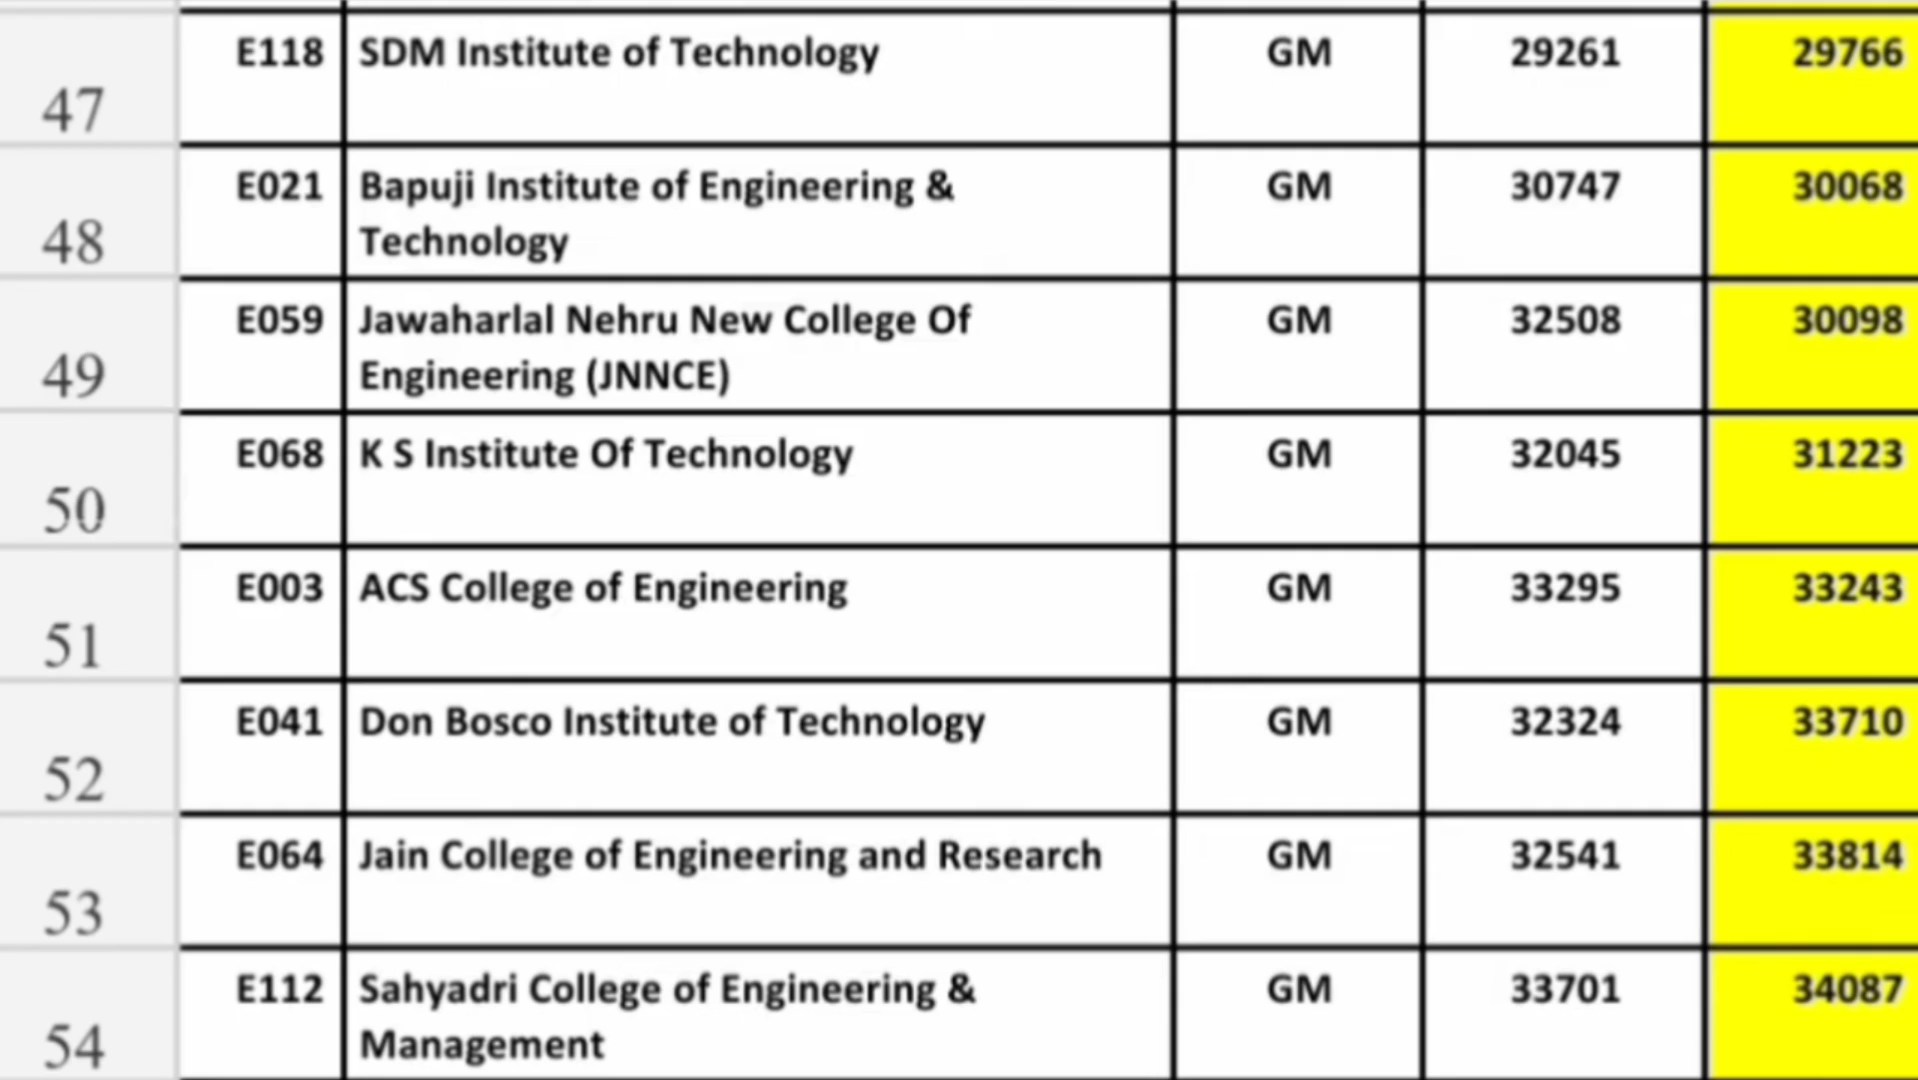 47 E118 SDM Institute of Technology GM 29261 29766
48 E021 Bapuji Institute of Engineering & GM 30747 30068
Technology
49 E059 Jawaharlal Nehru New College Of GM 32508 30098
Engineering (JNNCE)
50 E068 K S Institute Of Technology GM 32045 31223
51 E003 ACS College of Engineering GM 33295 33243
52 E041 Don Bosco Institute of Technology GM 32324 33710
53 E064 Jain College of Engineering and Research GM 32541 33814
54 E112 Sahyadri College of Engineering & GM 33701 34087
Management